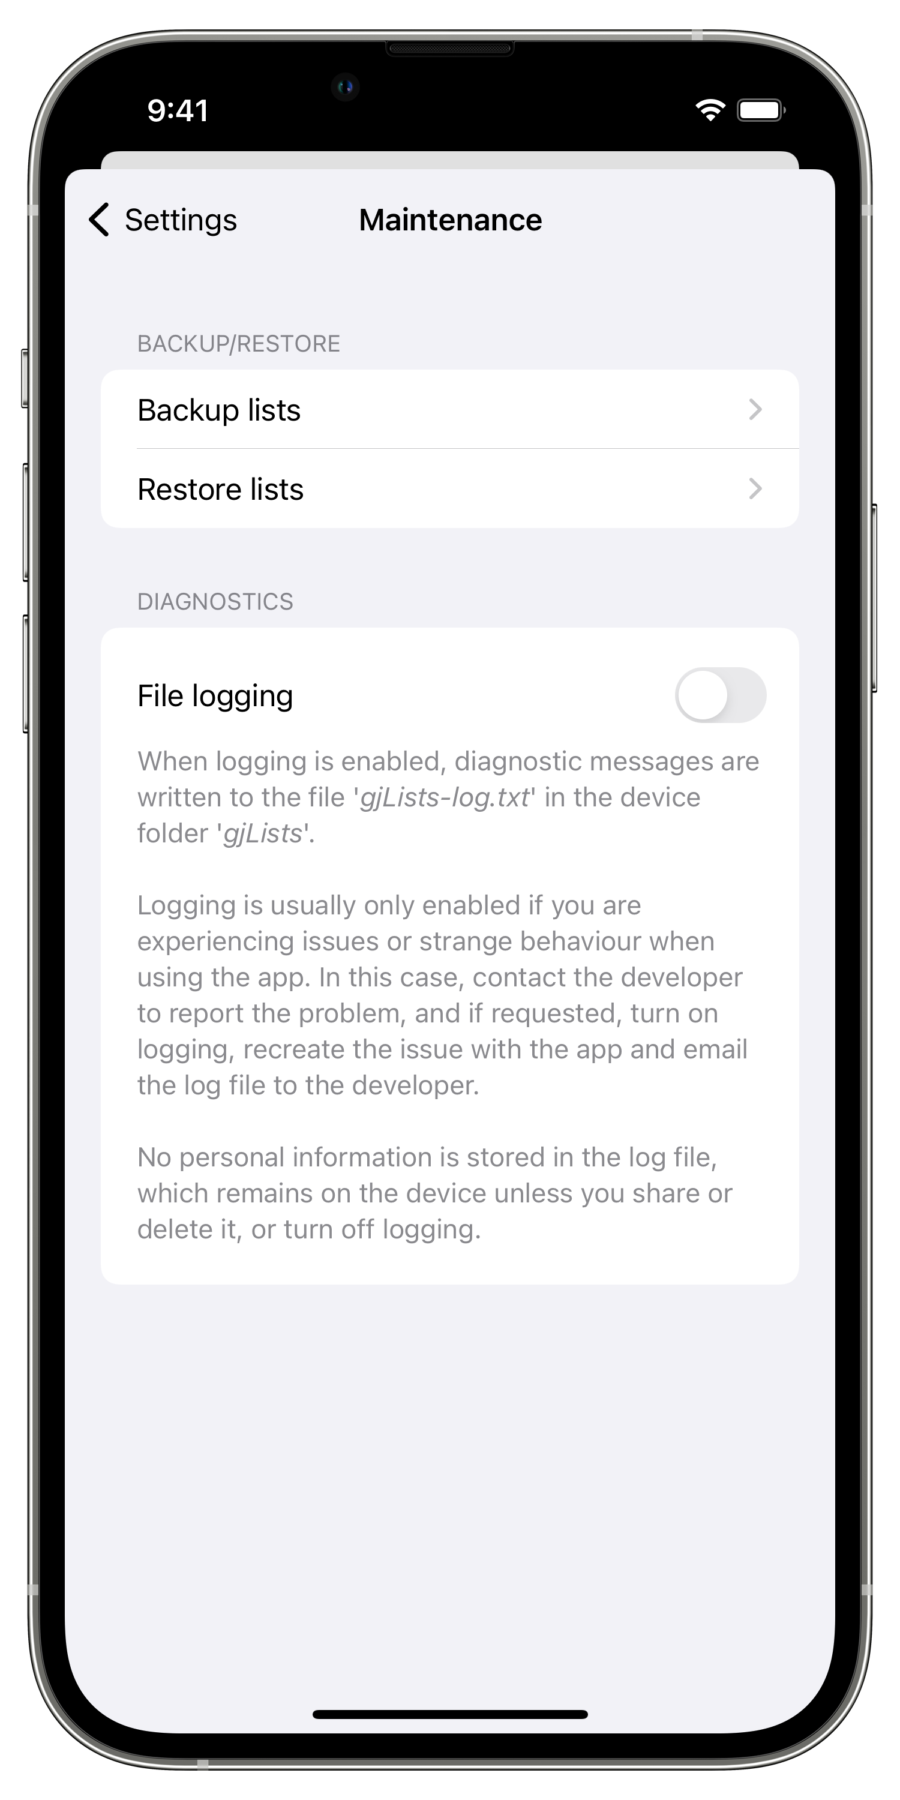 9:41
Settings
Maintenance
BACKUP/RESTORE
Backup lists
Restore lists
DIAGNOSTICS
File logging
When logging is enabled, diagnostic messages are
written to the file 'gjLists-log.txt' in the device
folder 'gjLists'.
Logging is usually only enabled if you are
experiencing issues or strange behaviour when
using the app. In this case, contact the developer
to report the problem, and if requested, turn on
logging, recreate the issue with the app and email
the log file to the developer.
No personal information is stored in the log file,
which remains on the device unless you share or
delete it, or turn off logging.